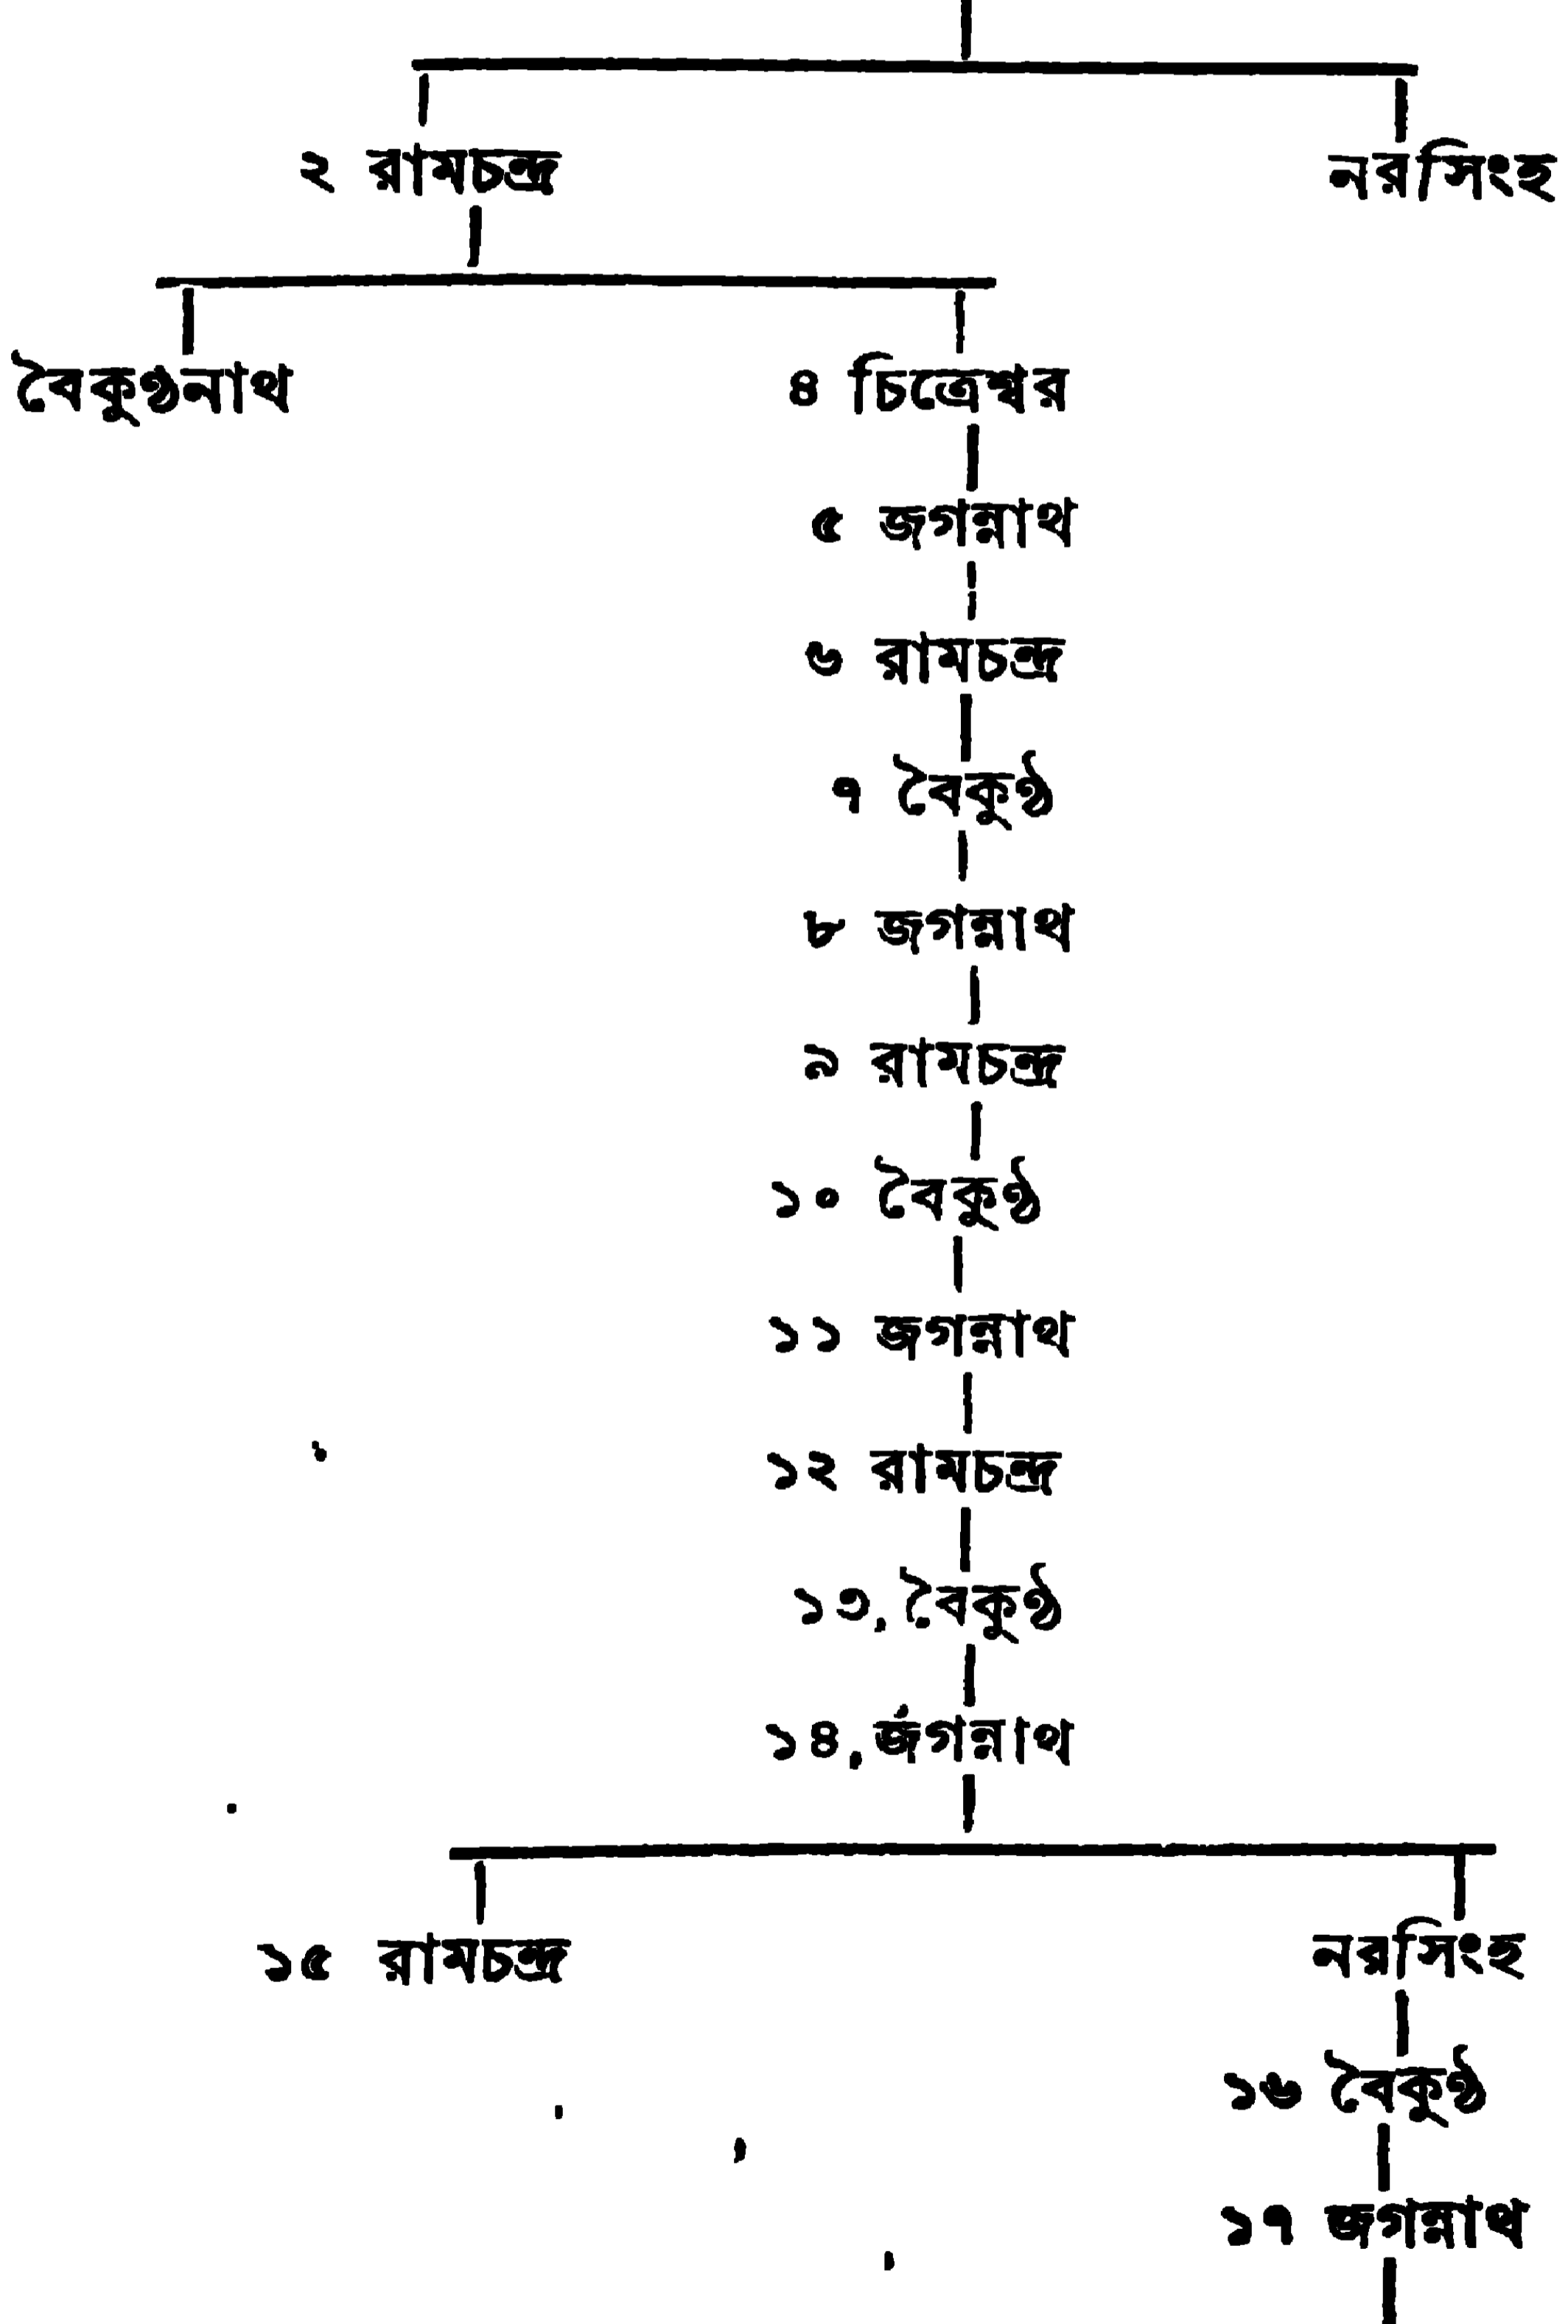 ২ রামচন্দ্র নরসিংহ
বৈকুণ্ঠনাথ ৪ চিত্রেশ্বর
৫ জগন্নাথ
৬ রামচন্দ্র
৭ বৈকুণ্ঠ
৮ জগন্নাথ
৯ রামচন্দ্র
১০ বৈকুণ্ঠ
১১ জগন্নাথ
১২ রামচন্দ্র
১৩ বৈকুণ্ঠ
১৪ জগন্নাথ
১৫ রামচন্দ্র নরসিংহ
১৬ বৈকুণ্ঠ
১৭ জগন্নাথ